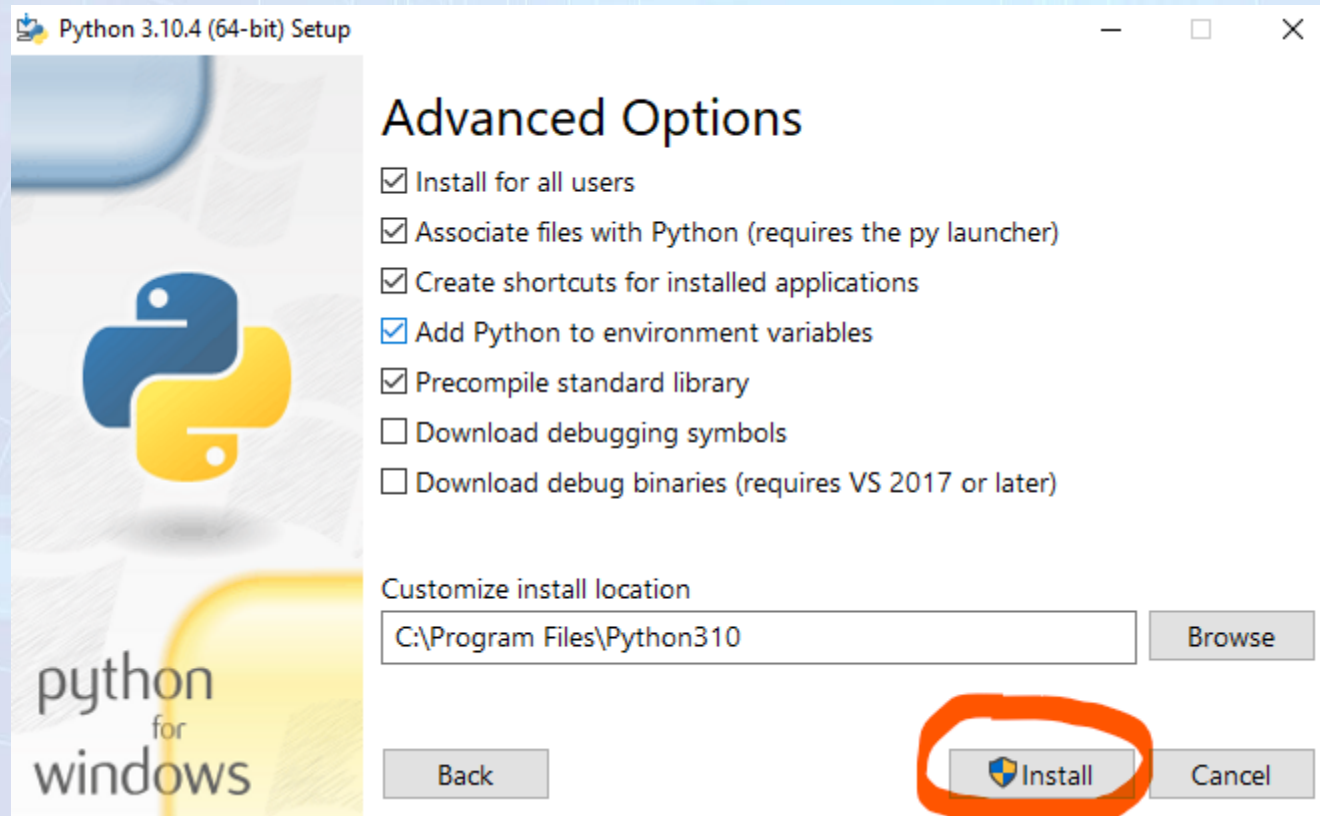 Python 3.10.4 (64-bit) Setup
Advanced Options
Install for all users
Associate files with Python (requires the py launcher)
Create shortcuts for installed applications
Add Python to environment variables
Precompile standard library
Download debugging symbols
Download debug binaries (requires VS 2017 or later)
Customize install location
C:\Program Files\Python310 Browse
python
for
windows
Back Install Cancel